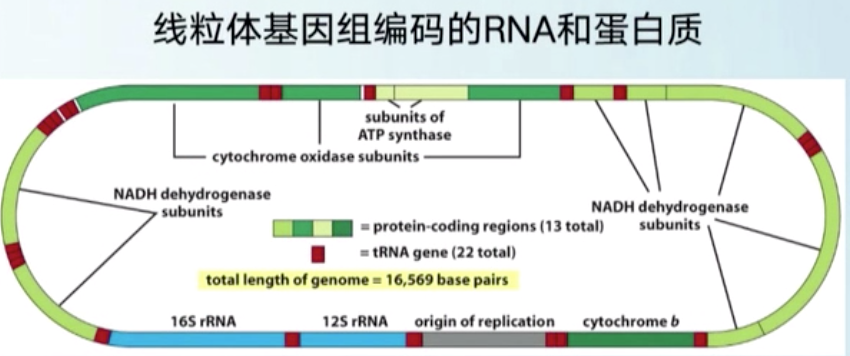 线粒体基因组编码的RNA和蛋白质
subunits of
ATP synthase
cytochrome oxidase subunits
NADH dehydrogenase
subunits
NADH dehydrogenase
subunits
= protein-coding regions (13 total)
= tRNA gene (22 total)
total length of genome = 16,569 base pairs
16S rRNA
12S rRNA
origin of replication
cytochrome b